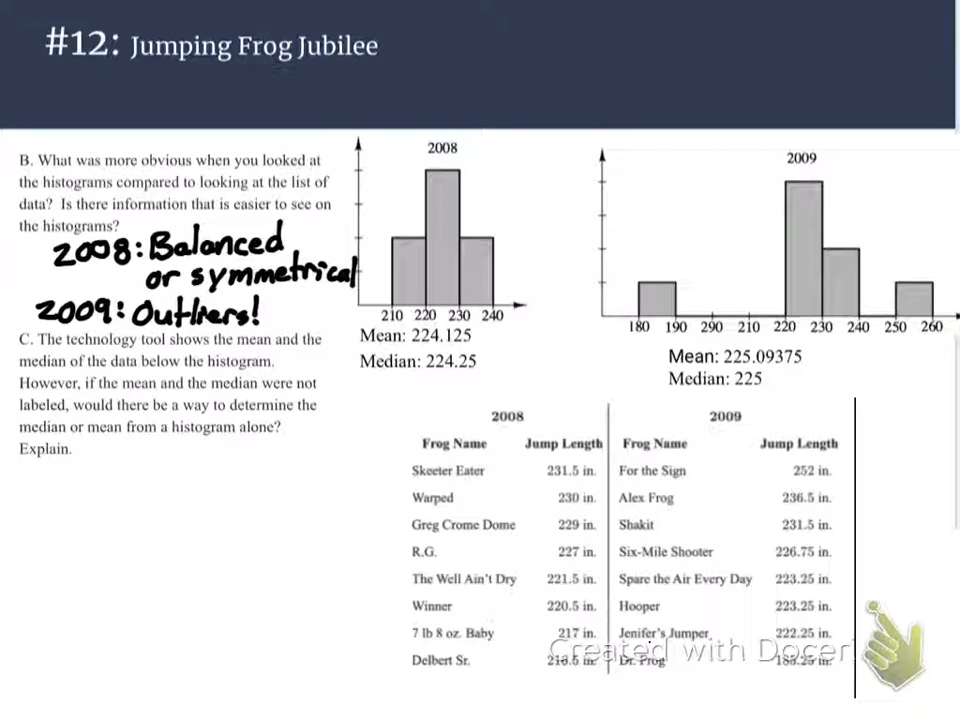 #12: Jumping Frog Jubilee
B. What was more obvious when you looked at
the histograms compared to looking at the list of
data? Is there information that is easier to see on
the histograms?
2008: Balanced
or symmetrical
2009: Outliers!
C. The technology tool shows the mean and the
median of the data below the histogram.
However, if the mean and the median were not
labeled, would there be a way to determine the
median or mean from a histogram alone?
Explain.
2008
210 220 230 240
Mean: 224.125
Median: 224.25
2009
180 190 290 210 220 230 240 250 260
Mean: 225.09375
Median: 225
2008 2009
Frog Name Jump Length Frog Name Jump Length
Skeeter Eater 231.5 in. For the Sign 252 in.
Warped 230 in. Alex Frog 236.5 in.
Greg Crome Dome 229 in. Shakit 231.5 in.
R.G. 227 in. Six-Mile Shooter 226.75 in.
The Well Ain't Dry 221.5 in. Spare the Air Every Day 223.25 in.
Winner 220.5 in. Hooper 223.25 in.
7 lb 8 oz. Baby 217 in. Jenifer's Jumper 222.25 in.
Delbert Sr. 216.5 in. Dr. Frog 185.25 in.
Created with Doceri